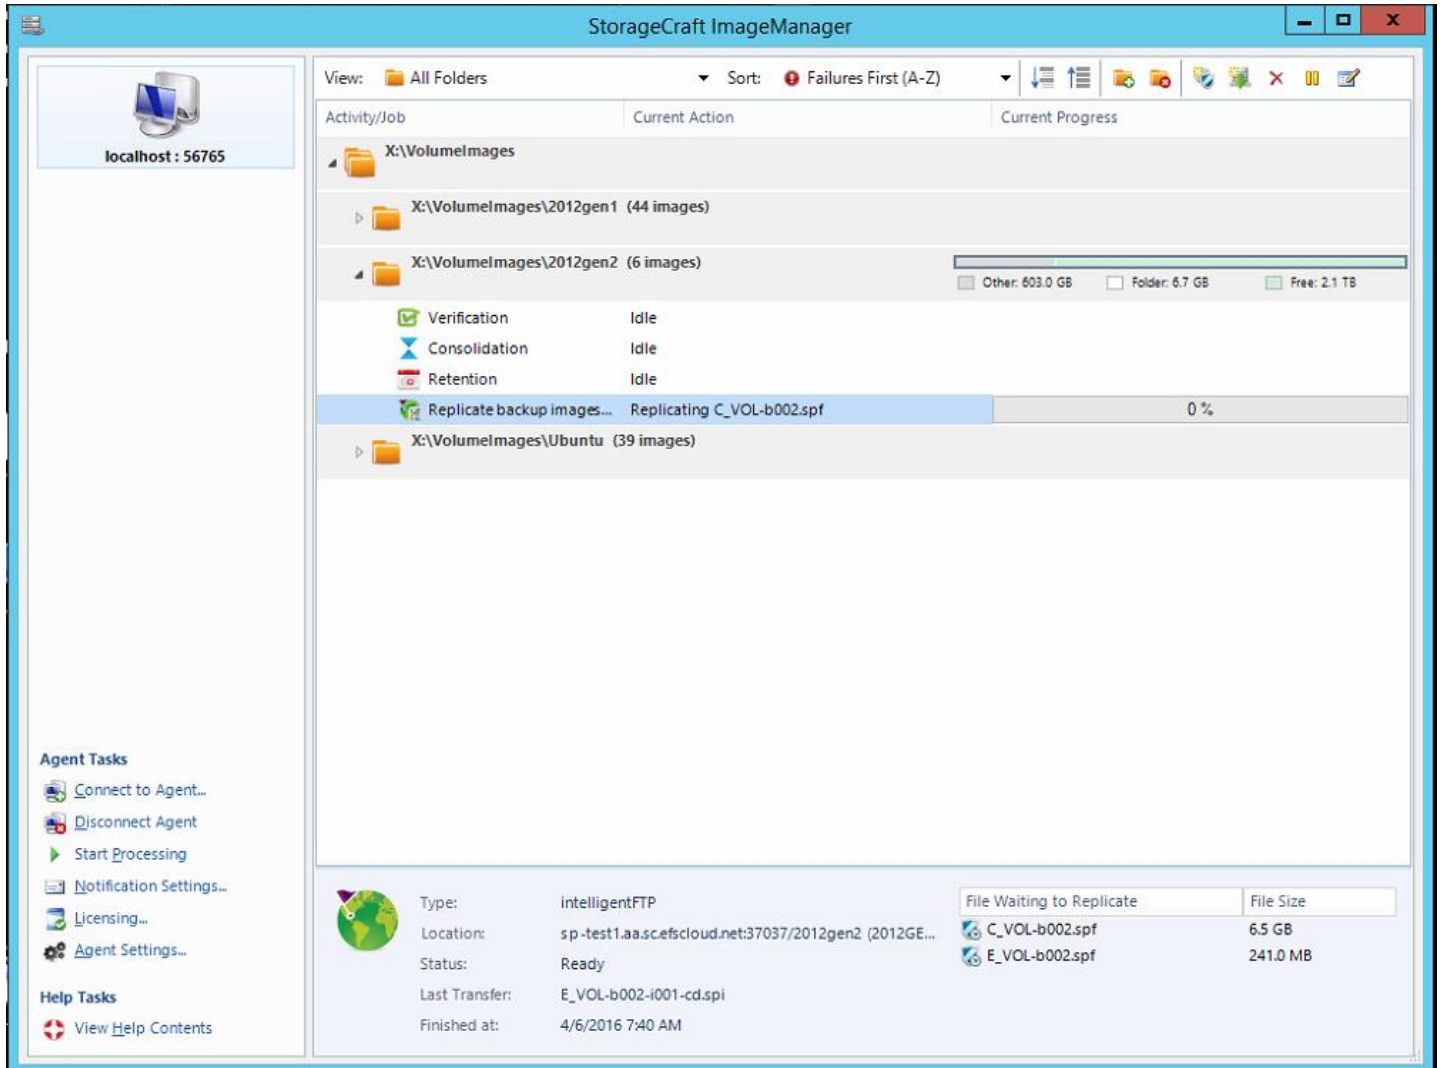 StorageCraft ImageManager
localhost : 56765
View: All Folders Sort: Failures First (A-Z)
Activity/Job Current Action Current Progress
X:\VolumeImages
X:\VolumeImages\2012gen1 (44 images)
X:\VolumeImages\2012gen2 (6 images)
Other: 603.0 GB Folder: 6.7 GB Free: 2.1 TB
Verification Idle
Consolidation Idle
Retention Idle
Replicate backup images... Replicating C_VOL-b002.spf 0 %
X:\VolumeImages\Ubuntu (39 images)
Agent Tasks
Connect to Agent...
Disconnect Agent
Start Processing
Notification Settings...
Licensing...
Agent Settings...
Help Tasks
View Help Contents
Type: intelligentFTP
Location: sp-test1.aa.sc.efscloud.net:37037/2012gen2 (2012GE...
Status: Ready
Last Transfer: E_VOL-b002-i001-cd.spi
Finished at: 4/6/2016 7:40 AM
File Waiting to Replicate File Size
C_VOL-b002.spf 6.5 GB
E_VOL-b002.spf 241.0 MB